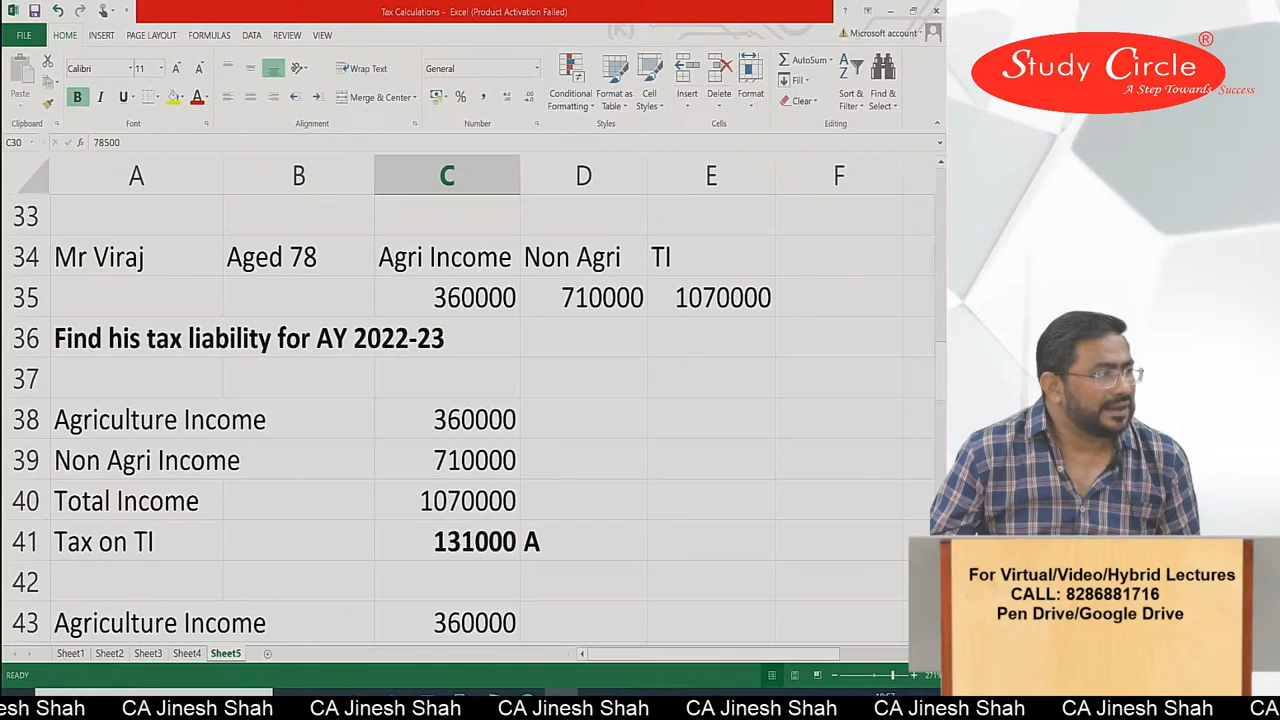 Tax Calculations - Excel (Product Activation Failed)
FILE HOME INSERT PAGE LAYOUT FORMULAS DATA REVIEW VIEW Microsoft account
Calibri 11 Wrap Text General AutoSum
Paste B I U Merge & Center Conditional Formatting Format as Table Cell Styles Insert Delete Format Fill Clear Sort & Filter Find & Select
Clipboard Font Alignment Number Styles Cells Editing
C30 fx 78500
A B C D E F
33
34 Mr Viraj Aged 78 Agri Income Non Agri TI
35 360000 710000 1070000
36 Find his tax liability for AY 2022-23
37
38 Agriculture Income 360000
39 Non Agri Income 710000
40 Total Income 1070000
41 Tax on TI 131000 A
42
43 Agriculture Income 360000
Sheet1 Sheet2 Sheet3 Sheet4 Sheet5
READY
Study Circle ®
A Step Towards Success
For Virtual/Video/Hybrid Lectures
CALL: 8286881716
Pen Drive/Google Drive
esh Shah CA Jinesh Shah CA Jinesh Shah CA Jinesh Shah CA Jinesh Shah CA Jinesh Shah CA